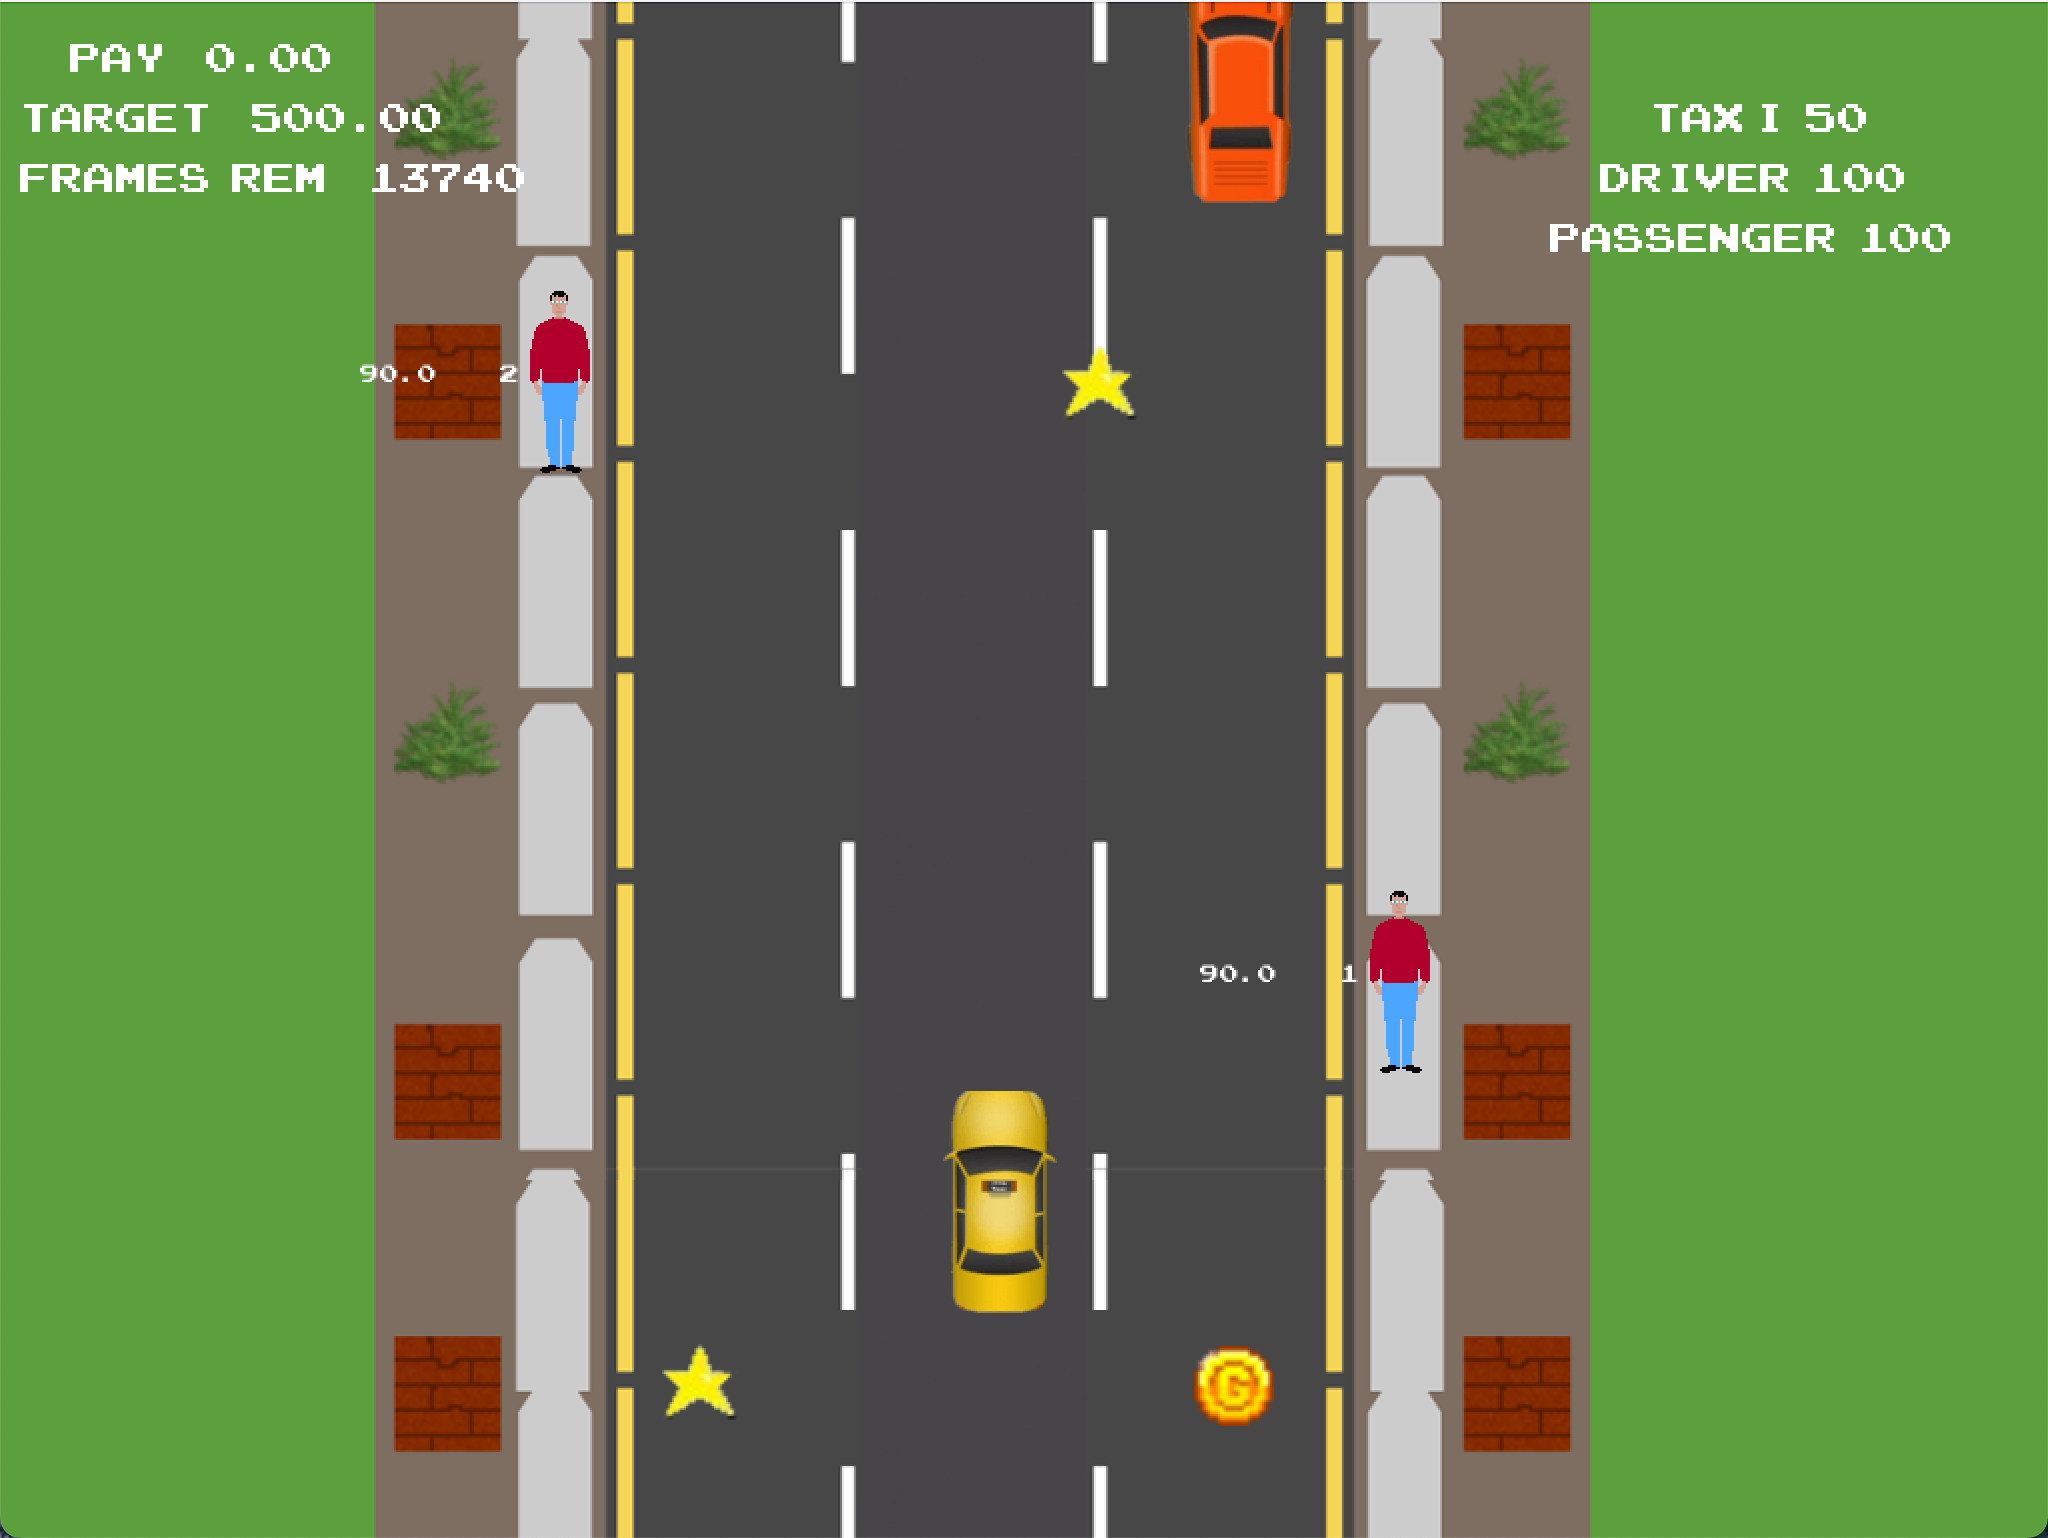 PAY 0.00
TARGET 500.00
FRAMES REM 13740
TAXI 50
DRIVER 100
PASSENGER 100
90.0 2
90.0 1
G